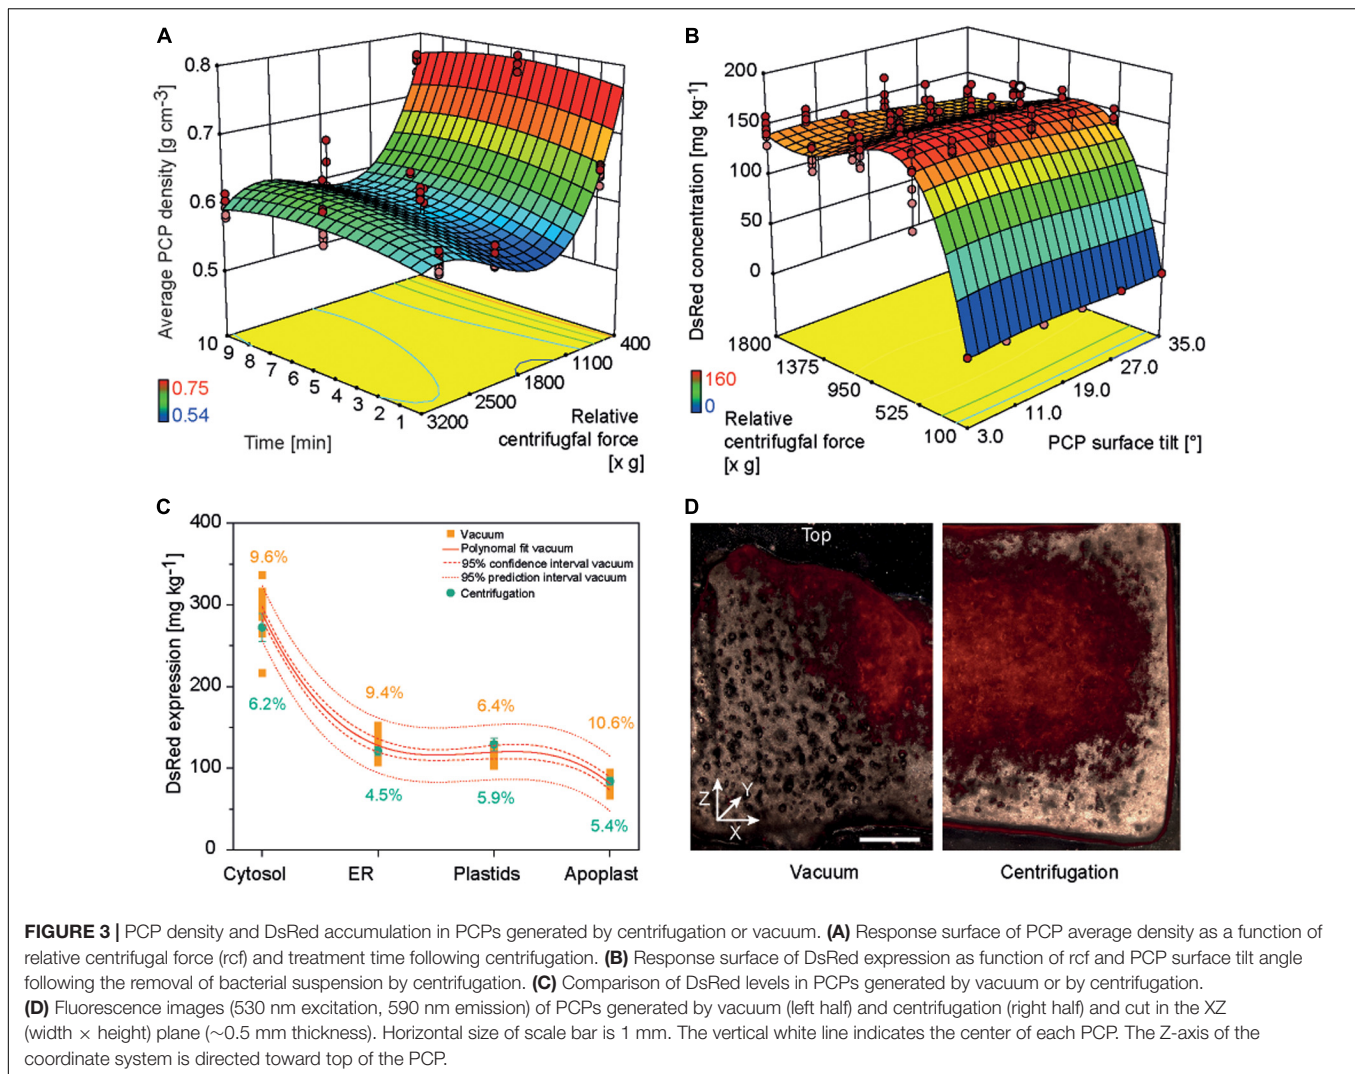 A
Average PCP density [g cm-3]
0.8
0.7
0.6
0.5
10
9
8
7
6
5
4
3
2
1
Time [min]
3200
2500
1800
1100
400
Relative
centrifugfal force
[x g]
0.75
0.54
B
DsRed concentration [mg kg-1]
200
150
100
50
0
1800
1375
950
525
100
Relative
centrifugfal force
[x g]
3.0
11.0
19.0
27.0
35.0
PCP surface tilt [°]
160
0
C
DsRed expression [mg kg-1]
400
300
200
100
0
Vacuum
Polynomal fit vacuum
95% confidence interval vacuum
95% prediction interval vacuum
Centrifugation
9.6%
9.4%
6.4%
10.6%
6.2%
4.5%
5.9%
5.4%
Cytosol
ER
Plastids
Apoplast
D
Top
Z
Y
X
Vacuum
Centrifugation
FIGURE 3 | PCP density and DsRed accumulation in PCPs generated by centrifugation or vacuum. (A) Response surface of PCP average density as a function of
relative centrifugal force (rcf) and treatment time following centrifugation. (B) Response surface of DsRed expression as function of rcf and PCP surface tilt angle
following the removal of bacterial suspension by centrifugation. (C) Comparison of DsRed levels in PCPs generated by vacuum or by centrifugation.
(D) Fluorescence images (530 nm excitation, 590 nm emission) of PCPs generated by vacuum (left half) and centrifugation (right half) and cut in the XZ
(width × height) plane (~0.5 mm thickness). Horizontal size of scale bar is 1 mm. The vertical white line indicates the center of each PCP. The Z-axis of the
coordinate system is directed toward top of the PCP.